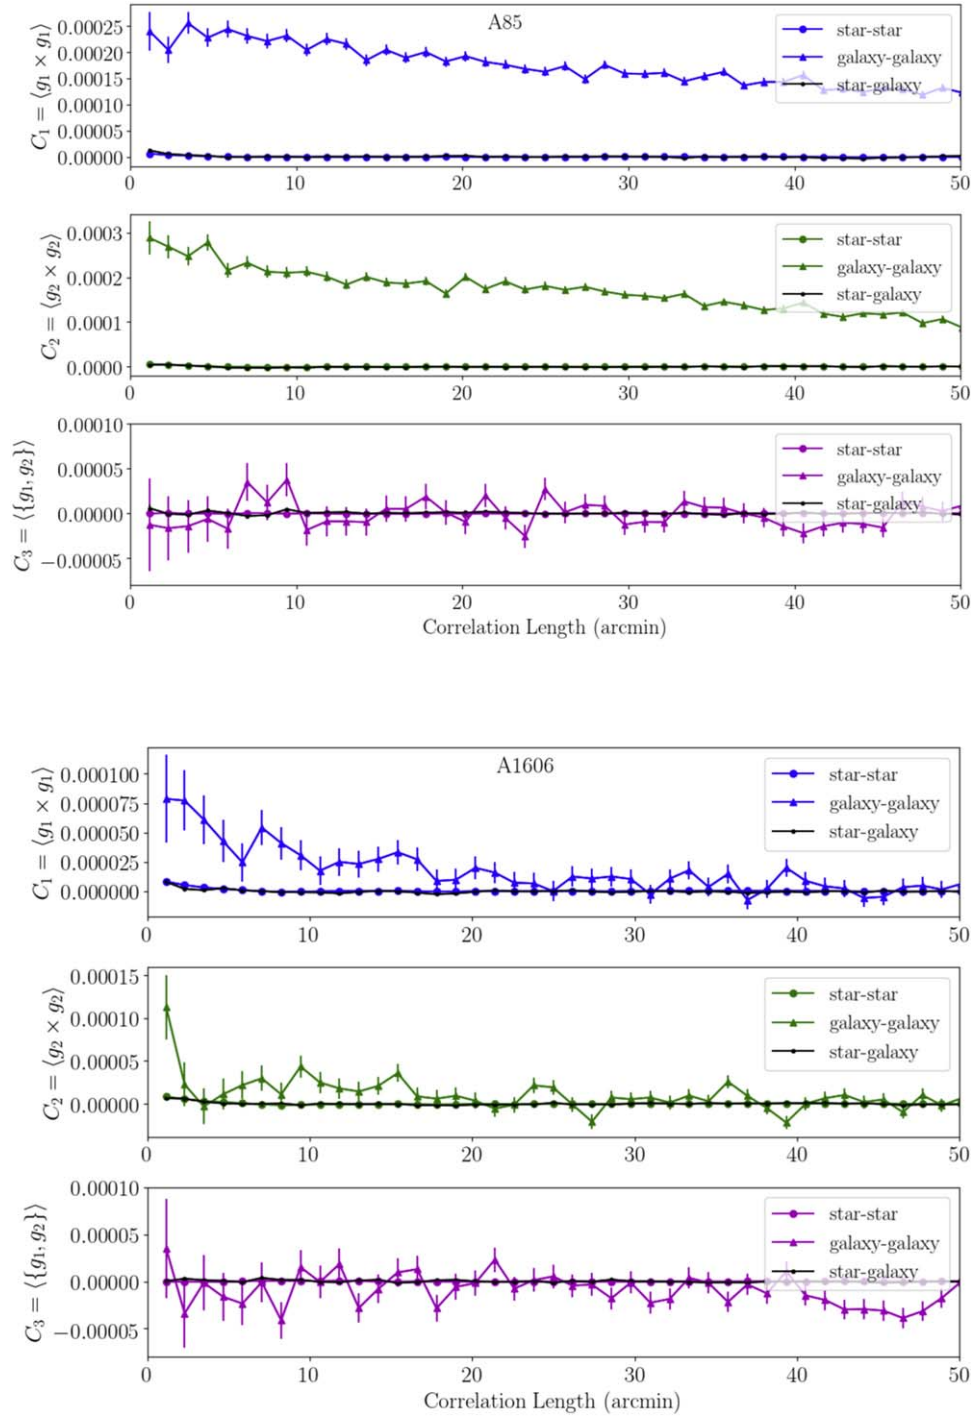 A85
C₁ = ⟨g₁ × g₁⟩
0.00025
0.00020
0.00015
0.00010
0.00005
0.00000
star-star
galaxy-galaxy
star-galaxy
0 10 20 30 40 50
C₂ = ⟨g₂ × g₂⟩
0.0003
0.0002
0.0001
0.0000
star-star
galaxy-galaxy
star-galaxy
0 10 20 30 40 50
C₃ = ⟨{g₁, g₂}⟩
0.00010
0.00005
0.00000
−0.00005
star-star
galaxy-galaxy
star-galaxy
0 10 20 30 40 50
Correlation Length (arcmin)
A1606
C₁ = ⟨g₁ × g₁⟩
0.000100
0.000075
0.000050
0.000025
0.000000
star-star
galaxy-galaxy
star-galaxy
0 10 20 30 40 50
C₂ = ⟨g₂ × g₂⟩
0.00015
0.00010
0.00005
0.00000
star-star
galaxy-galaxy
star-galaxy
0 10 20 30 40 50
C₃ = ⟨{g₁, g₂}⟩
0.00010
0.00005
0.00000
−0.00005
star-star
galaxy-galaxy
star-galaxy
0 10 20 30 40 50
Correlation Length (arcmin)